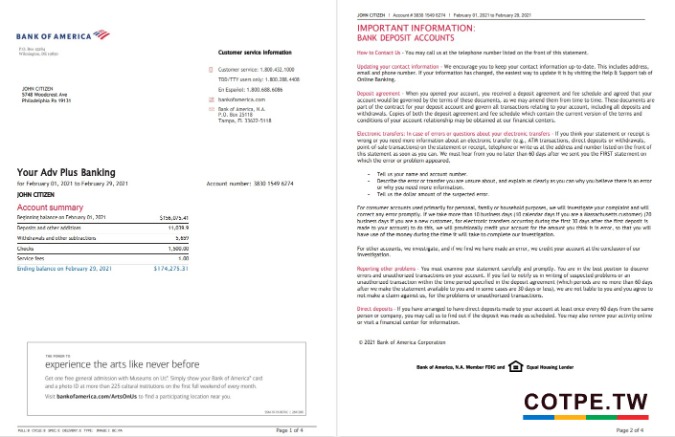 BANK OF AMERICA
P.O. Box 15284
Wilmington, DE 19850
Customer service information
Customer service: 1.800.432.1000
TDD/TTY users only: 1.800.288.4408
En Español: 1.800.688.6086
bankofamerica.com
Bank of America, N.A.
P.O. Box 25118
Tampa, FL 33622-5118
JOHN CITIZEN
5748 Woodcrest Ave
Philadelphia PA 19131
Your Adv Plus Banking
for February 01, 2021 to February 29, 2021
Account number: 3830 1549 6274
JOHN CITIZEN
Account summary
Beginning balance on February 01, 2021
Deposits and other additions
Withdrawals and other subtractions
Checks 1,500.00
Service fees 1.00
Ending balance on February 29, 2021 $174,275.31
THE POWER TO
experience the arts like never before
Get one free general admission with Museums on Us. Simply show your Bank of America card
and a photo ID at more than 225 cultural institutions on the first full weekend of every month.
Visit bankofamerica.com/ArtsOnUs to find a participating location near you.
Page 1 of 4
JOHN CITIZEN | Account # 3830 1549 6274 | February 01, 2021 to February 28, 2021
IMPORTANT INFORMATION:
BANK DEPOSIT ACCOUNTS
How to Contact Us - You may call us at the telephone number listed on the front of this statement.
Updating your contact information - We encourage you to keep your contact information up-to-date. This includes address,
email and phone number. If your information has changed, the easiest way to update it is by visiting the Help & Support tab of
Online Banking.
Deposit agreement - When you opened your account, you received a deposit agreement and fee schedule and agreed that your
account would be governed by the terms of these documents, as we may amend them from time to time. These documents are
part of the contract for your deposit account and govern all transactions relating to your account, including all deposits and
withdrawals. Copies of both the deposit agreement and fee schedule which contain the current version of the terms and
conditions of your account relationship may be obtained at our financial centers.
Electronic transfers: In case of errors or questions about your electronic transfers - If you think your statement or receipt is
wrong or you need more information about an electronic transfer (e.g., ATM transactions, direct deposits or withdrawals,
point of sale transactions) on the statement or receipt, telephone or write us at the address and number listed on the front of
this statement as soon as you can. We must hear from you no later than 60 days after we sent you the FIRST statement on
which the error or problem appeared.
- Tell us your name and account number.
- Describe the error or transfer you are unsure about, and explain as clearly as you can why you believe there is an error
or why you need more information.
- Tell us the dollar amount of the suspected error.
For consumer accounts used primarily for personal, family or household purposes, we will investigate your complaint and will
correct any error promptly. If we take more than 10 business days (10 calendar days if you are a Massachusetts customer) (20
business days if you are a new customer, for electronic transfers occurring during the first 30 days after the first deposit is
made to your account) to do this, we will provisionally credit your account for the amount you think is in error, so that you will
have use of the money during the time it will take to complete our investigation.
For other accounts, we investigate, and if we find we have made an error, we credit your account at the conclusion of our
investigation.
Reporting other problems - You must examine your statement carefully and promptly. You are in the best position to discover
errors and unauthorized transactions on your account. If you fail to notify us in writing of suspected problems or an
unauthorized transaction within the time period specified in the deposit agreement (which periods are no more than 60 days
after we make the statement available to you and in some cases are 30 days or less), we are not liable to you and you agree to
not make a claim against us, for the problems or unauthorized transactions.
Direct deposits - If you have arranged to have direct deposits made to your account at least once every 60 days from the same
person or company, you may call us to find out if the deposit was made as scheduled. You may also review your activity online
or visit a financial center for information.
© 2021 Bank of America Corporation
Bank of America, N.A. Member FDIC and Equal Housing Lender
COTPE.TW
Page 2 of 4